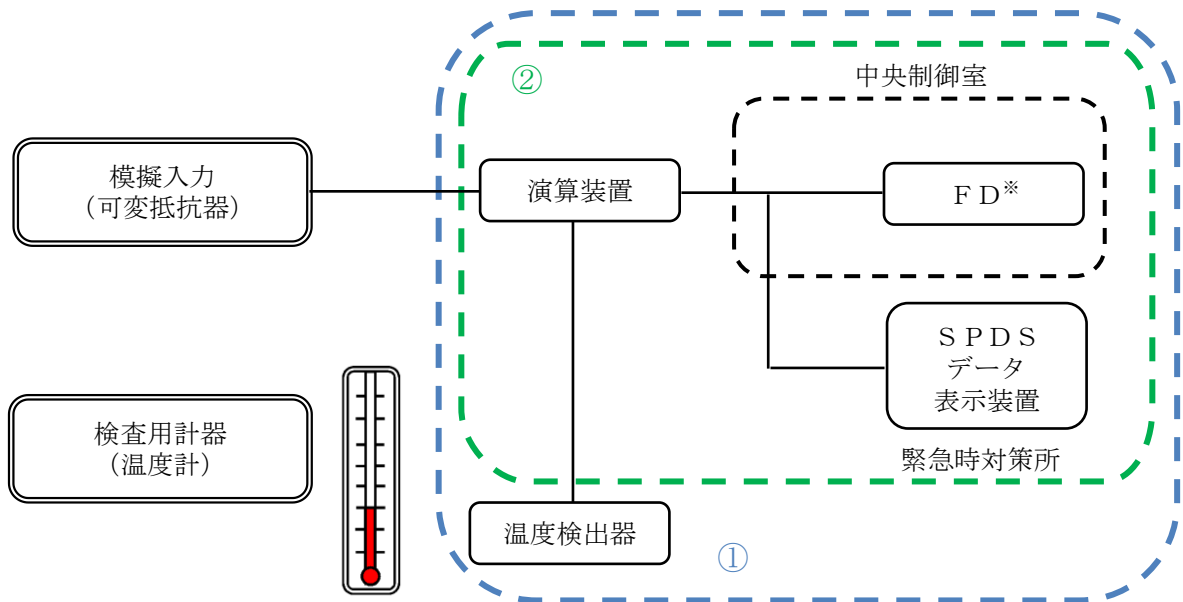 ②
中央制御室
模擬入力
（可変抵抗器）
演算装置
ＦＤ※
ＳＰＤＳ
データ
表示装置
検査用計器
（温度計）
緊急時対策所
温度検出器
①